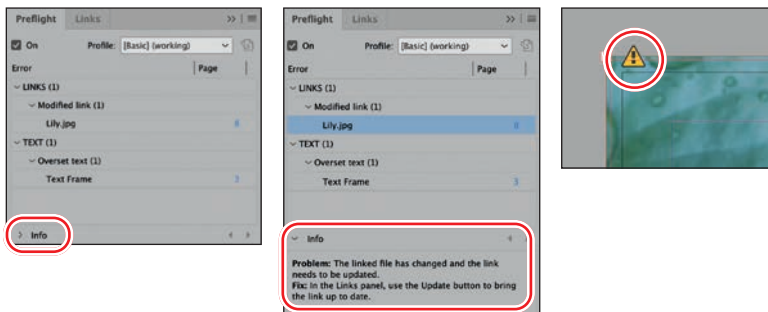 Preflight Links
On Profile: [Basic] (working)
Error Page
LINKS (1)
Modified link (1)
Lily.jpg 8
TEXT (1)
Overset text (1)
Text Frame 3
Info
Preflight Links
On Profile: [Basic] (working)
Error Page
LINKS (1)
Modified link (1)
Lily.jpg 8
TEXT (1)
Overset text (1)
Text Frame 3
Info
Problem: The linked file has changed and the link
needs to be updated.
Fix: In the Links panel, use the Update button to bring
the link up to date.